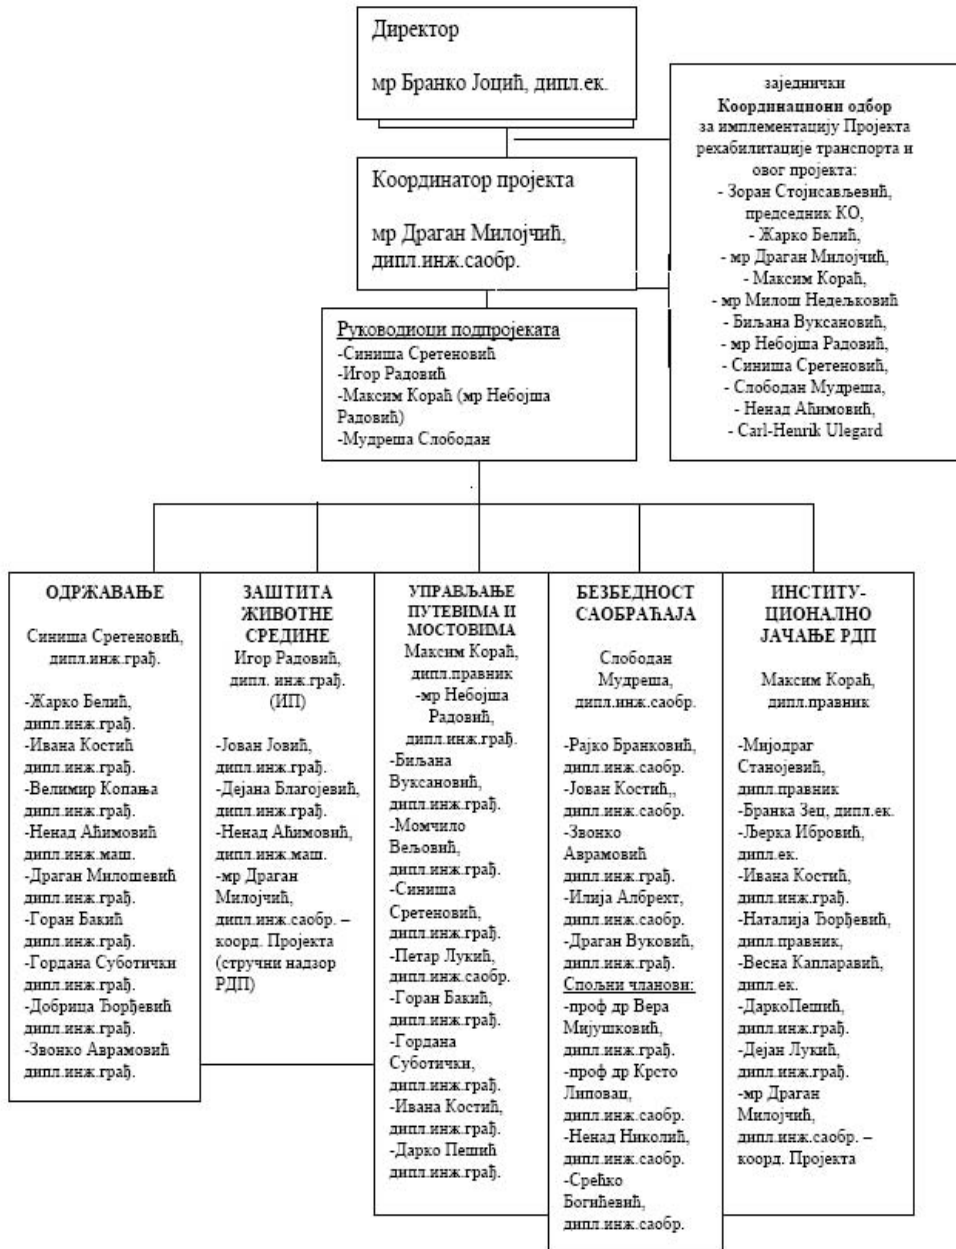 Директор
мр Бранко Јоцић, дипл.ек.
заједнички
Координациони одбор
за имплементацију Пројекта
рехабилитације транспорта и
овог пројекта:
- Зоран Стојисављевић,
председник КО,
- Жарко Белић,
- мр Драган Милојчић,
- Максим Кораћ,
- мр Милош Недељковић
- Биљана Вуксановић,
- мр Небојша Радовић,
- Синиша Сретеновић,
- Слободан Мудреша,
- Ненад Аћимовић,
- Carl-Henrik Ulegard
Координатор пројекта
мр Драган Милојчић,
дипл.инж.саобр.
Руководиоци подпројеката
-Синиша Сретеновић
-Игор Радовић
-Максим Кораћ (мр Небојша
Радовић)
-Мудреша Слободан
ОДРЖАВАЊЕ
Синиша Сретеновић,
дипл.инж.грађ.
-Жарко Белић,
дипл.инж.грађ.
-Ивана Костић
дипл.инж.грађ.
-Велимир Копања
дипл.инж.грађ.
-Ненад Аћимовић
дипл.инж.маш.
-Драган Милошевић
дипл.инж.грађ.
-Горан Бакић
дипл.инж.грађ.
-Гордана Суботички
дипл.инж.грађ.
-Добрица Ђорђевић
дипл.инж.грађ.
-Звонко Аврамовић
дипл.инж.грађ.
ЗАШТИТА
ЖИВОТНЕ
СРЕДИНЕ
Игор Радовић,
дипл. инж.грађ.
(ИП)
-Јован Јовић,
дипл.инж.грађ.
-Дејана Благојевић,
дипл.инж.грађ.
-Ненад Аћимовић,
дипл.инж.маш.
-мр Драган
Милојчић,
дипл.инж.саобр. –
коорд. Пројекта
(стручни надзор
РДП)
УПРАВЉАЊЕ
ПУТЕВИМА И
МОСТОВИМА
Максим Кораћ,
дипл.правник
-мр Небојша
Радовић,
дипл.инж.грађ.
-Биљана
Вуксановић,
дипл.инж.грађ.
-Момчило
Вељовић,
дипл.инж.грађ.
-Синиша
Сретеновић,
дипл.инж.грађ.
-Петар Лукић,
дипл.инж.саобр.
-Горан Бакић,
дипл.инж.грађ.
-Гордана
Суботички,
дипл.инж.грађ.
-Ивана Костић,
дипл.инж.грађ.
-Дарко Пешић
дипл.инж.грађ.
БЕЗБЕДНОСТ
САОБРАЋАЈА
Слободан
Мудреша,
дипл.инж.саобр.
-Рајко Бранковић,
дипл.инж.саобр.
-Јован Костић,,
дипл.инж.саобр.
-Звонко
Аврамовић
дипл.инж.грађ.
-Илија Албрехт,
дипл.инж.саобр.
-Драган Вуковић,
дипл.инж.грађ.
Спољни чланови:
-проф др Вера
Мијушковић,
дипл.инж.грађ.
-проф др Крсто
Липовац,
дипл.инж.саобр.
-Ненад Николић,
дипл.инж.саобр.
-Срећко
Богићевић,
дипл.инж.саобр.
ИНСТИТУ-
ЦИОНАЛНО
ЈАЧАЊЕ РДП
Максим Кораћ,
дипл.правник
-Мијодраг
Станојевић,
дипл.правник
-Бранка Зец, дипл.ек.
-Љерка Ибровић,
дипл.ек.
-Ивана Костић,
дипл.инж.грађ.
-Наталија Ђорђевић,
дипл.правник,
-Весна Капларавић,
дипл.ек.
-ДаркоПешић,
дипл.инж.грађ.
-Дејан Лукић,
дипл.инж.грађ.
-мр Драган
Милојчић,
дипл.инж.саобр. –
коорд. Пројекта